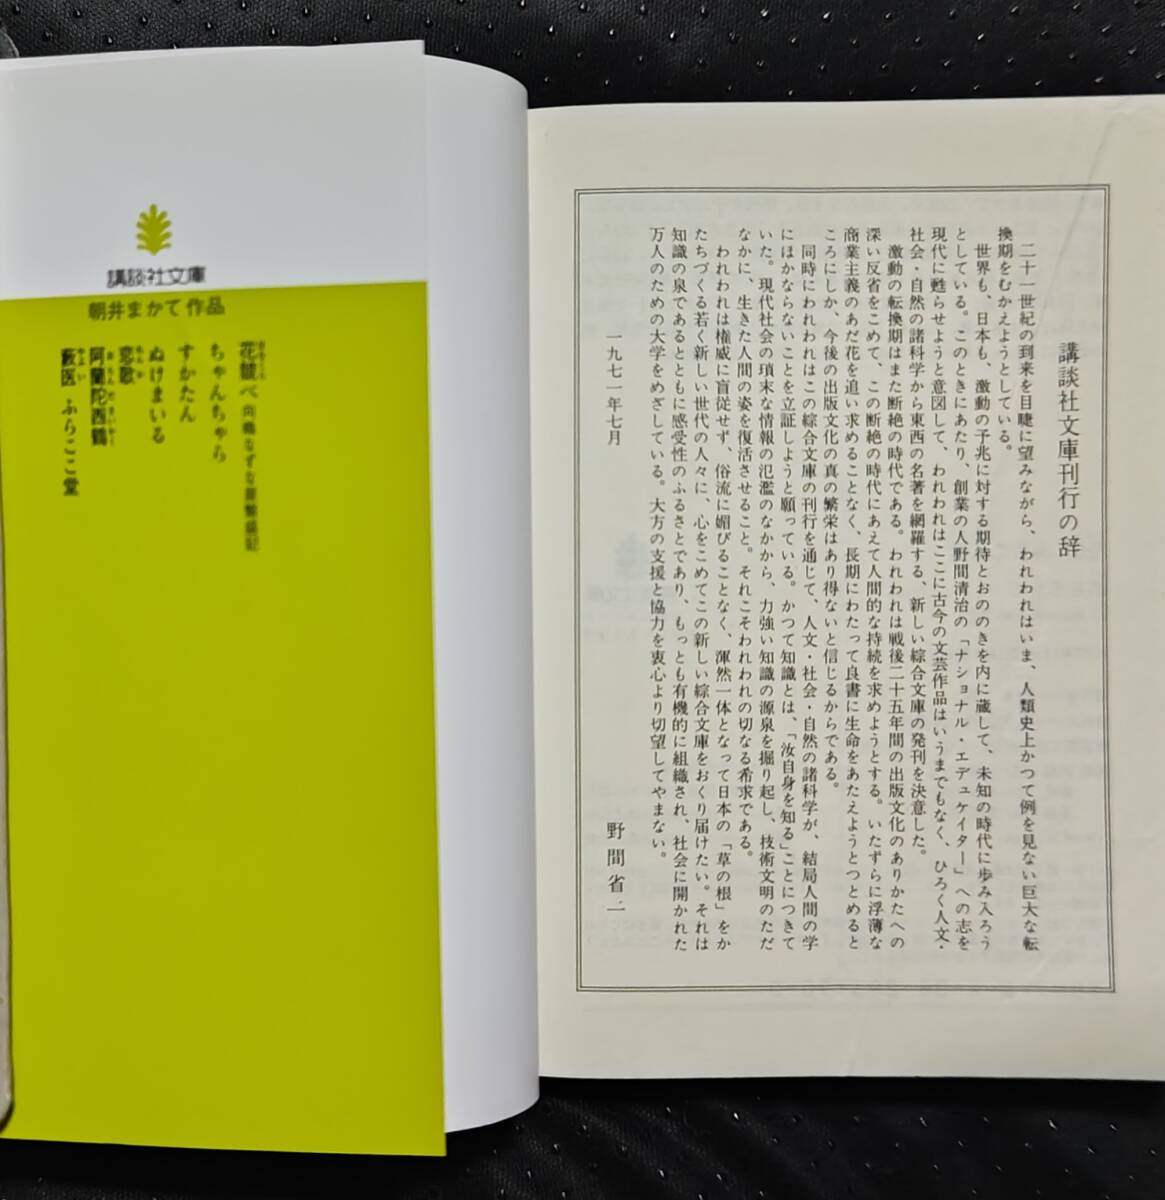 講談社文庫
朝井まかて 作品
花競べ 向嶋なずな屋繁盛記
ちゃんちゃら
すかたん
ぬけまいる
恋歌
阿蘭陀西鶴
藪医 ふらここ堂
講談社文庫刊行の辞
二十一世紀の到来を目睫に望みながら、われわれはいま、人類史上かつて例を見ない巨大な転
換期をむかえようとしている。
世界も、日本も、激動の予兆に対する期待とおののきを内に蔵して、未知の時代に歩み入ろう
としている。このときにあたり、創業の人野間清治の「ナショナル・エデュケイター」への志を
現代に甦らせようと意図して、われわれはここに古今の文芸作品はいうまでもなく、ひろく人文・
社会・自然の諸科学から東西の名著を網羅する、新しい綜合文庫の発刊を決意した。
激動の転換期はまた断絶の時代である。われわれは戦後二十五年間の出版文化のありかたへの
深い反省をこめて、この断絶の時代にあえて人間的な持続を求めようとする。いたずらに浮薄な
商業主義のあだ花を追い求めることなく、長期にわたって良書に生命をあたえようとつとめると
ころにしか、今後の出版文化の真の繁栄はあり得ないと信じるからである。
同時にわれわれはこの綜合文庫の刊行を通じて、人文・社会・自然の諸科学が、結局人間の学
にほかならないことを立証しようと願っている。かつて知識とは、「汝自身を知る」ことにつきて
いた。現代社会の瑣末な情報の氾濫のなかから、力強い知識の源泉を掘り起し、技術文明のただ
なかに、生きた人間の姿を復活させること。それこそわれわれの切なる希求である。
われわれは権威に盲従せず、俗流に媚びることなく、渾然一体となって日本の「草の根」をか
たちづくる若く新しい世代の人々に、心をこめてこの新しい綜合文庫をおくり届けたい。それは
知識の泉であるとともに感受性のふるさとであり、もっとも有機的に組織され、社会に開かれた
万人のための大学をめざしている。大方の支援と協力を衷心より切望してやまない。
一九七一年七月
野間省一